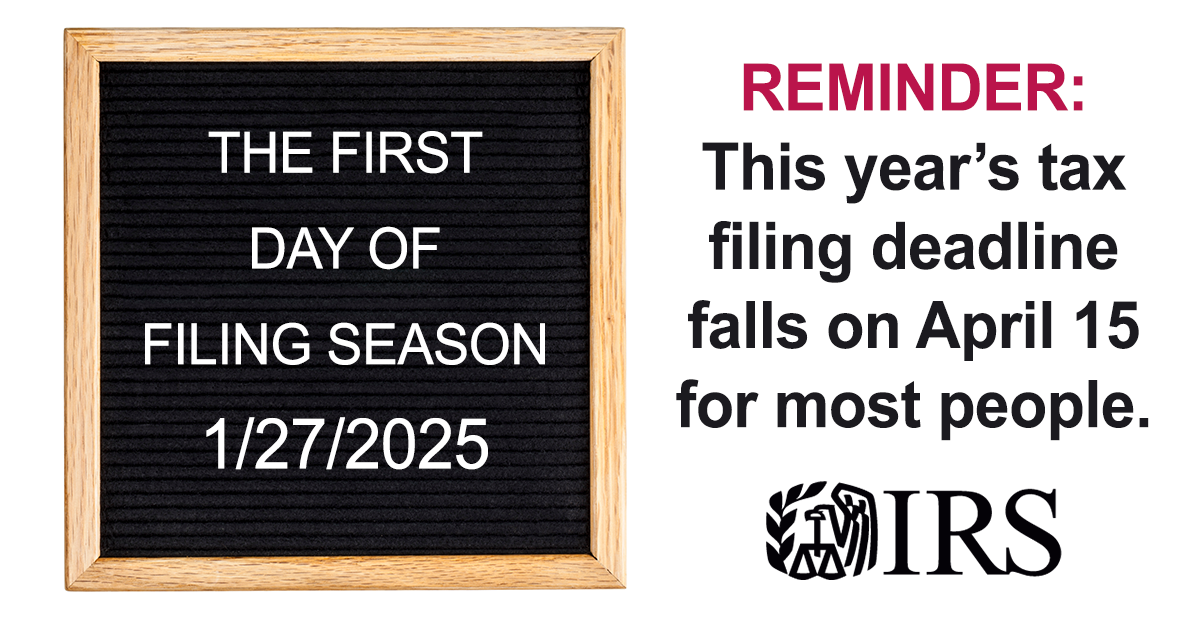 THE FIRST
DAY OF
FILING SEASON
1/27/2025
REMINDER:
This year’s tax
filing deadline
falls on April 15
for most people.
IRS